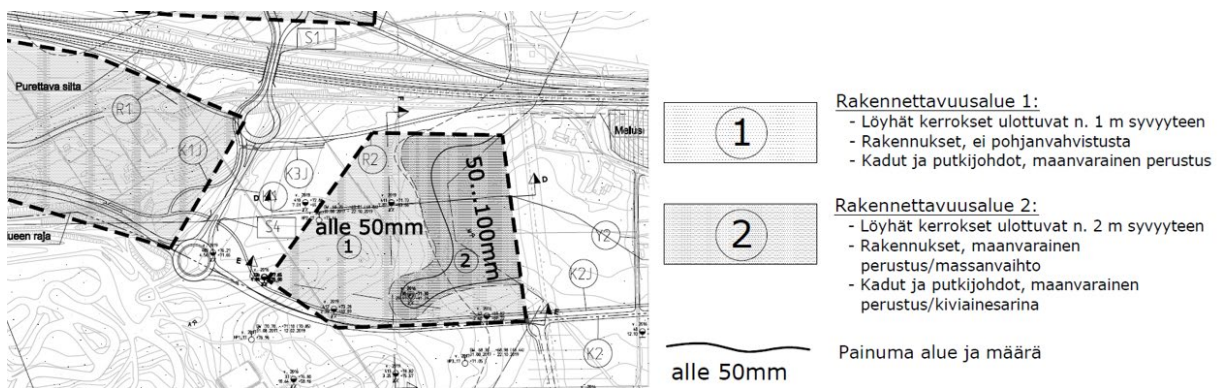 S1
Purettava silta
R1
K1J
Melus
R2
K3J
D
D
S4
alle 50mm
1
50...100mm
2
Y2
ueen raja
E
K2J
E
K2
1
Rakennettavuusalue 1:
- Löyhät kerrokset ulottuvat n. 1 m syvyyteen
- Rakennukset, ei pohjanvahvistusta
- Kadut ja putkijohdot, maanvarainen perustus
2
Rakennettavuusalue 2:
- Löyhät kerrokset ulottuvat n. 2 m syvyyteen
- Rakennukset, maanvarainen
perustus/massanvaihto
- Kadut ja putkijohdot, maanvarainen
perustus/kiviainesarina
Painuma alue ja määrä
alle 50mm